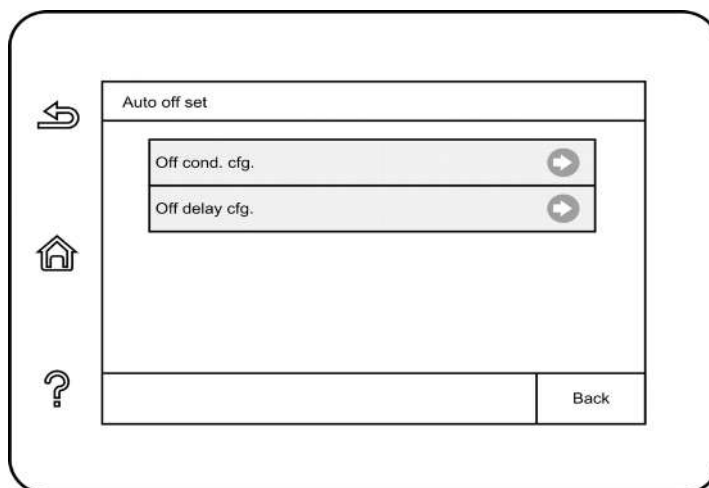 Auto off set
Off cond. cfg.
Off delay cfg.
?
Back